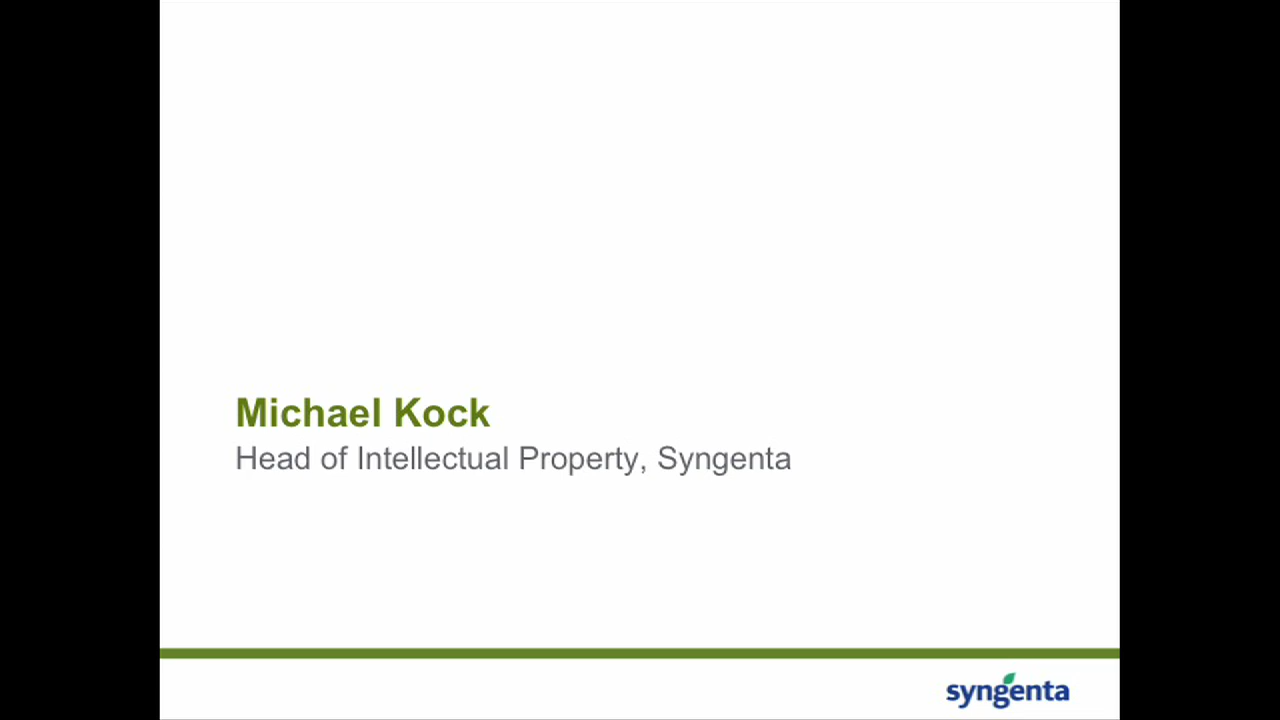 Michael Kock
Head of Intellectual Property, Syngenta
syngenta